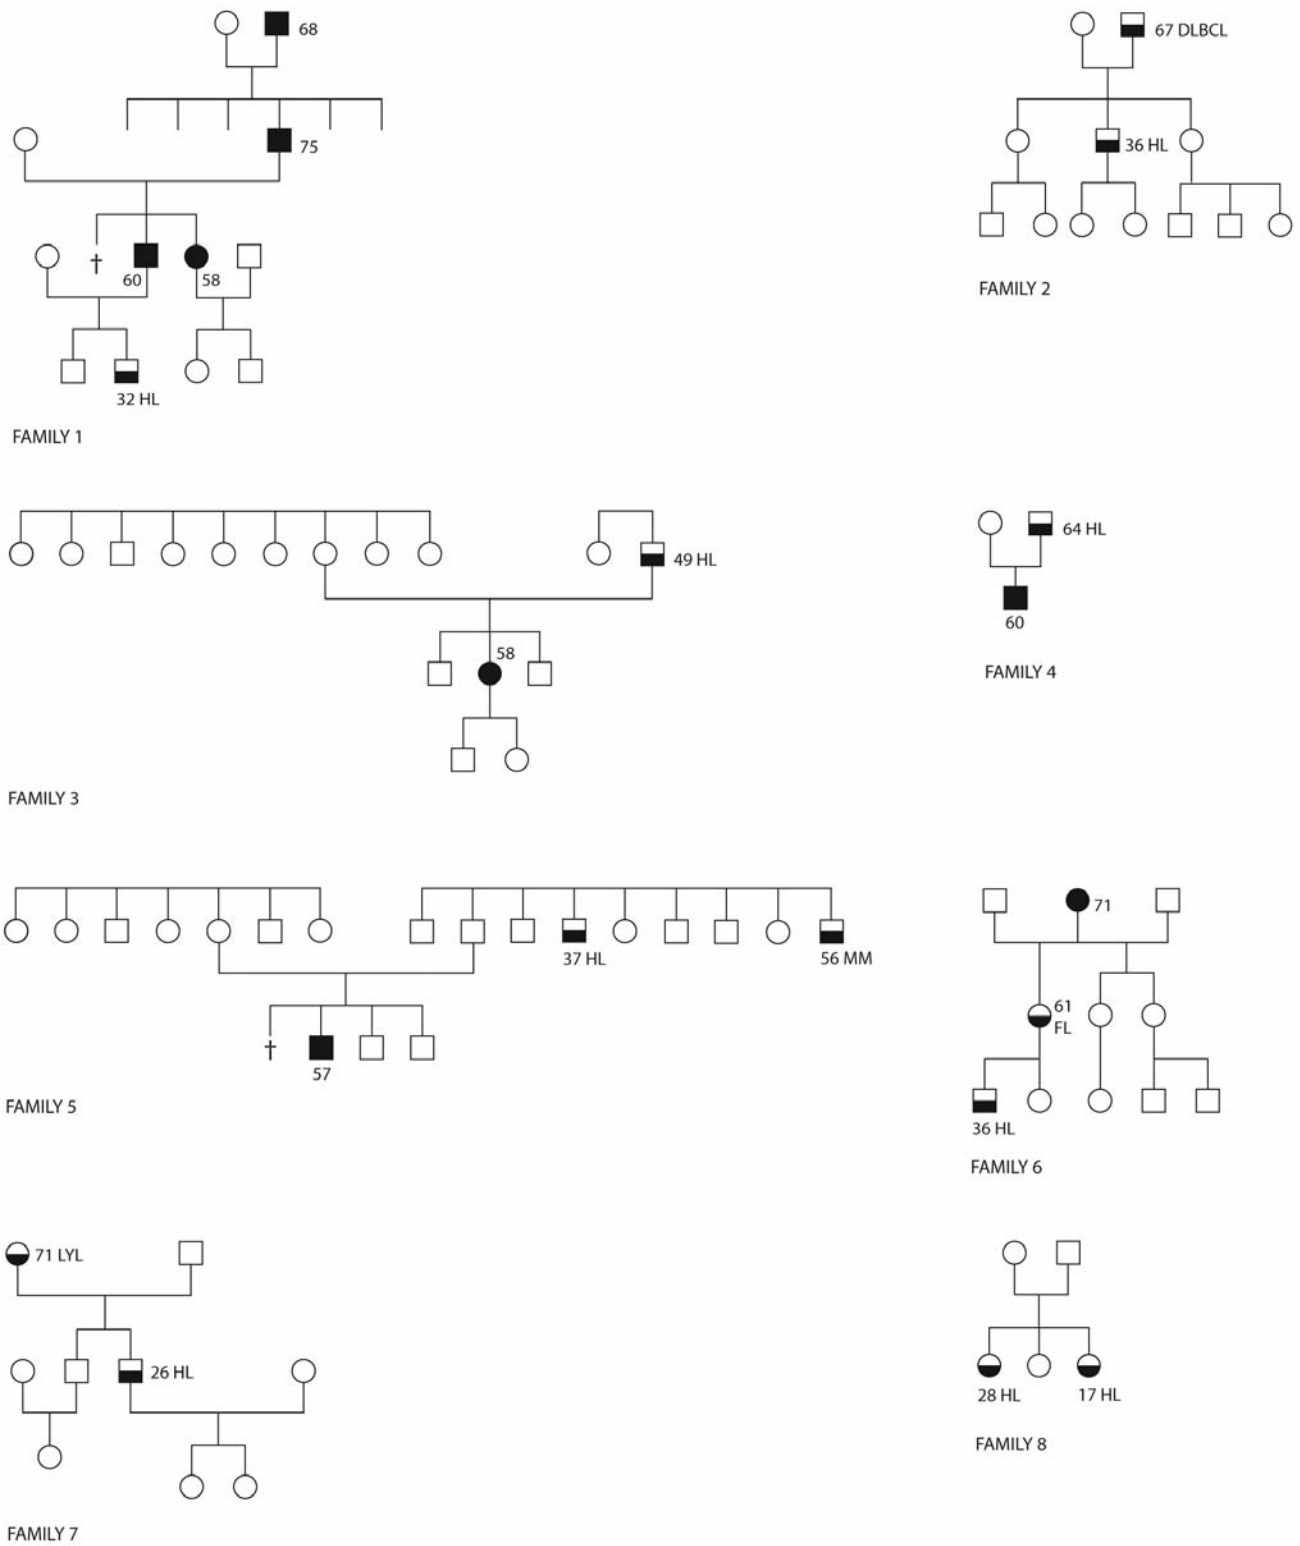 68
75
60
58
32 HL
FAMILY 1
67 DLBCL
36 HL
FAMILY 2
49 HL
58
FAMILY 3
64 HL
60
FAMILY 4
37 HL
56 MM
57
FAMILY 5
71
61
FL
36 HL
FAMILY 6
71 LYL
26 HL
FAMILY 7
28 HL
17 HL
FAMILY 8